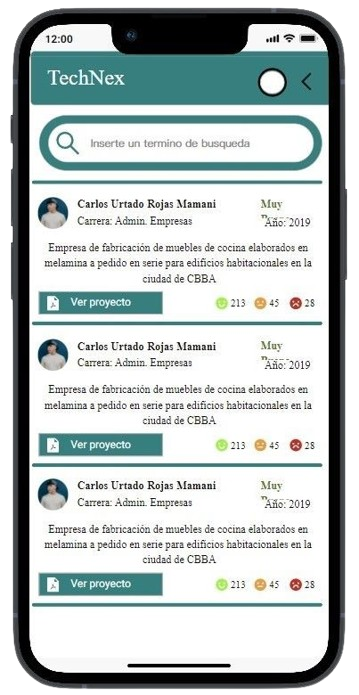 12:00
TechNex
Inserte un termino de busqueda
Carlos Urtado Rojas Mamani Muy
Carrera: Admin. Empresas Año: 2019
Empresa de fabricación de muebles de cocina elaborados en
melamina a pedido en serie para edificios habitacionales en la
ciudad de CBBA
Ver proyecto 213 45 28
Carlos Urtado Rojas Mamani Muy
Carrera: Admin. Empresas Año: 2019
Empresa de fabricación de muebles de cocina elaborados en
melamina a pedido en serie para edificios habitacionales en la
ciudad de CBBA
Ver proyecto 213 45 28
Carlos Urtado Rojas Mamani Muy
Carrera: Admin. Empresas Año: 2019
Empresa de fabricación de muebles de cocina elaborados en
melamina a pedido en serie para edificios habitacionales en la
ciudad de CBBA
Ver proyecto 213 45 28